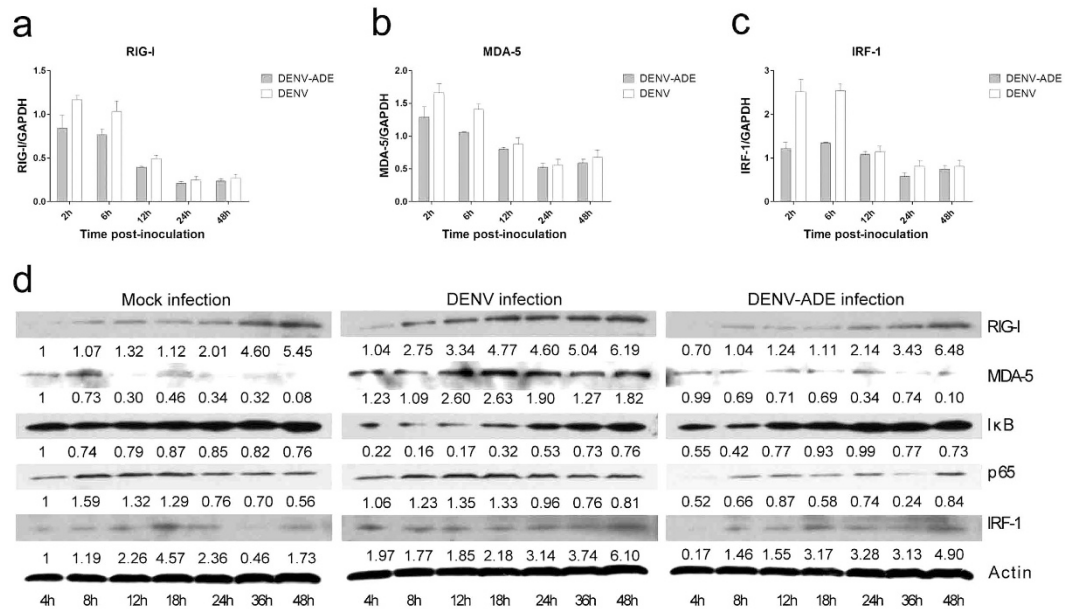 a
RIG-I
RIG-I/GAPDH
1.5
1.0
0.5
0.0
2h 6h 12h 24h 48h
Time post-inoculation
DENV-ADE
DENV
b
MDA-5
MDA-5/GAPDH
2.0
1.5
1.0
0.5
0.0
2h 6h 12h 24h 48h
Time post-inoculation
DENV-ADE
DENV
c
IRF-1
IRF-1/GAPDH
3
2
1
0
2h 6h 12h 24h 48h
Time post-inoculation
DENV-ADE
DENV
d
Mock infection DENV infection DENV-ADE infection
RIG-I
1 1.07 1.32 1.12 2.01 4.60 5.45 1.04 2.75 3.34 4.77 4.60 5.04 6.19 0.70 1.04 1.24 1.11 2.14 3.43 6.48
MDA-5
1 0.73 0.30 0.46 0.34 0.32 0.08 1.23 1.09 2.60 2.63 1.90 1.27 1.82 0.99 0.69 0.71 0.69 0.34 0.74 0.10
IκB
1 0.74 0.79 0.87 0.85 0.82 0.76 0.22 0.16 0.17 0.32 0.53 0.73 0.76 0.55 0.42 0.77 0.93 0.99 0.77 0.73
p65
1 1.59 1.32 1.29 0.76 0.70 0.56 1.06 1.23 1.35 1.33 0.96 0.76 0.81 0.52 0.66 0.87 0.58 0.74 0.24 0.84
IRF-1
1 1.19 2.26 4.57 2.36 0.46 1.73 1.97 1.77 1.85 2.18 3.14 3.74 6.10 0.17 1.46 1.55 3.17 3.28 3.13 4.90
Actin
4h 8h 12h 18h 24h 36h 48h 4h 8h 12h 18h 24h 36h 48h 4h 8h 12h 18h 24h 36h 48h